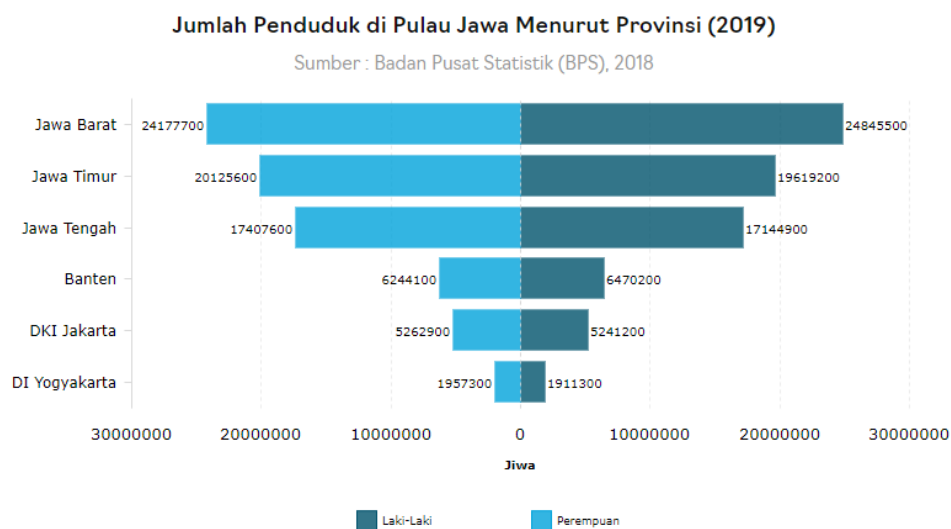 Jumlah Penduduk di Pulau Jawa Menurut Provinsi (2019)
Sumber : Badan Pusat Statistik (BPS), 2018
Jawa Barat 24177700 24845500
Jawa Timur 20125600 19619200
Jawa Tengah 17407600 17144900
Banten 6244100 6470200
DKI Jakarta 5262900 5241200
DI Yogyakarta 1957300 1911300
30000000 20000000 10000000 0 10000000 20000000 30000000
Jiwa
Laki-Laki Perempuan